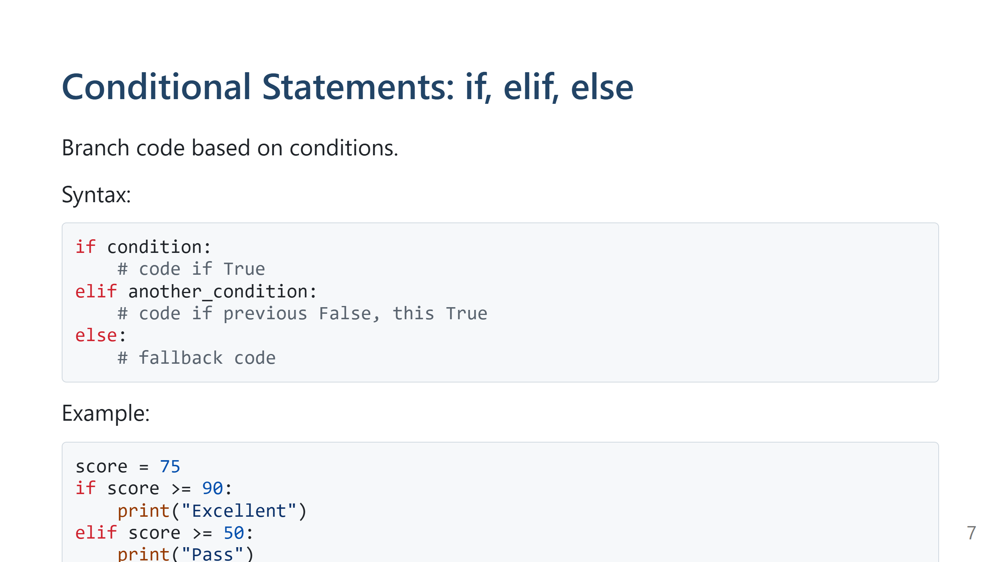 Conditional Statements: if, elif, else
Branch code based on conditions.
Syntax:
if condition:
    # code if True
elif another_condition:
    # code if previous False, this True
else:
    # fallback code
Example:
score = 75
if score >= 90:
    print("Excellent")
elif score >= 50:
    print("Pass")
7